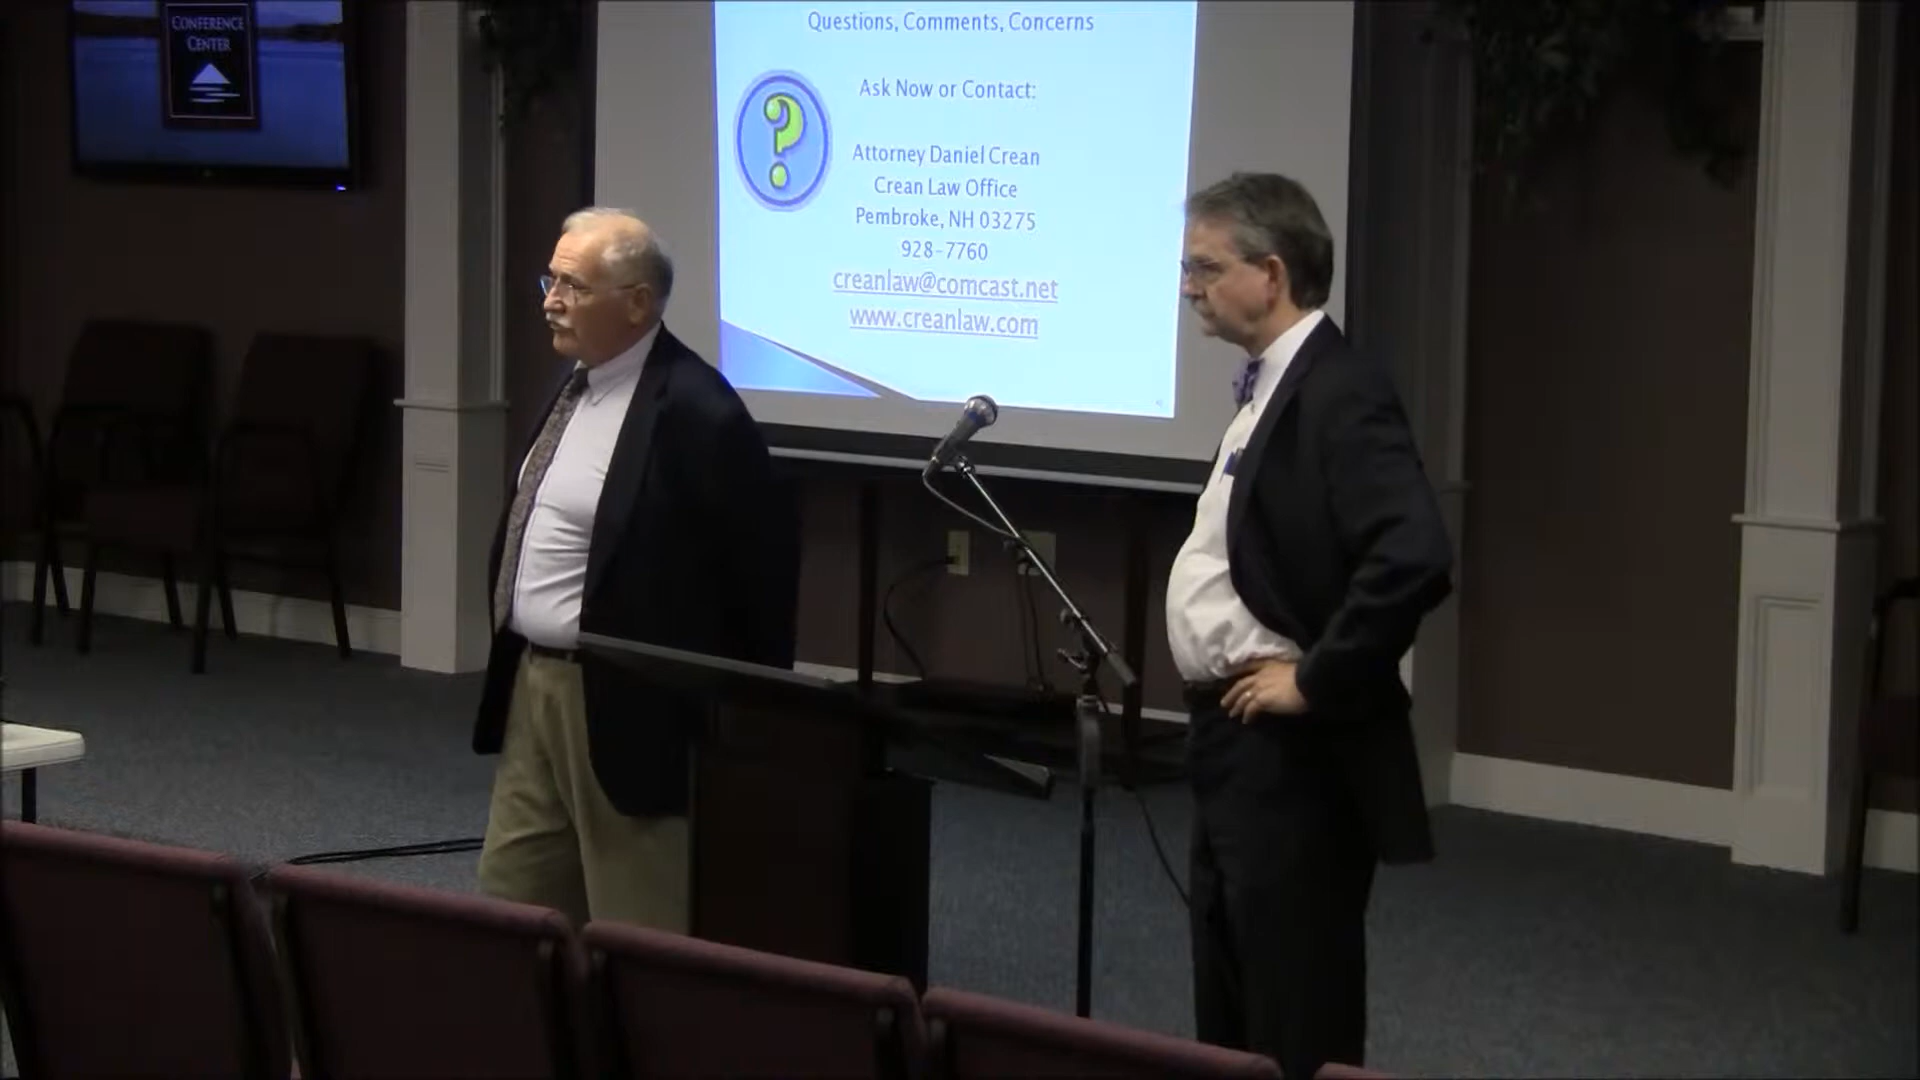 CONFERENCE
CENTER
Questions, Comments, Concerns
Ask Now or Contact:
?
Attorney Daniel Crean
Crean Law Office
Pembroke, NH 03275
928-7760
creanlaw@comcast.net
www.creanlaw.com